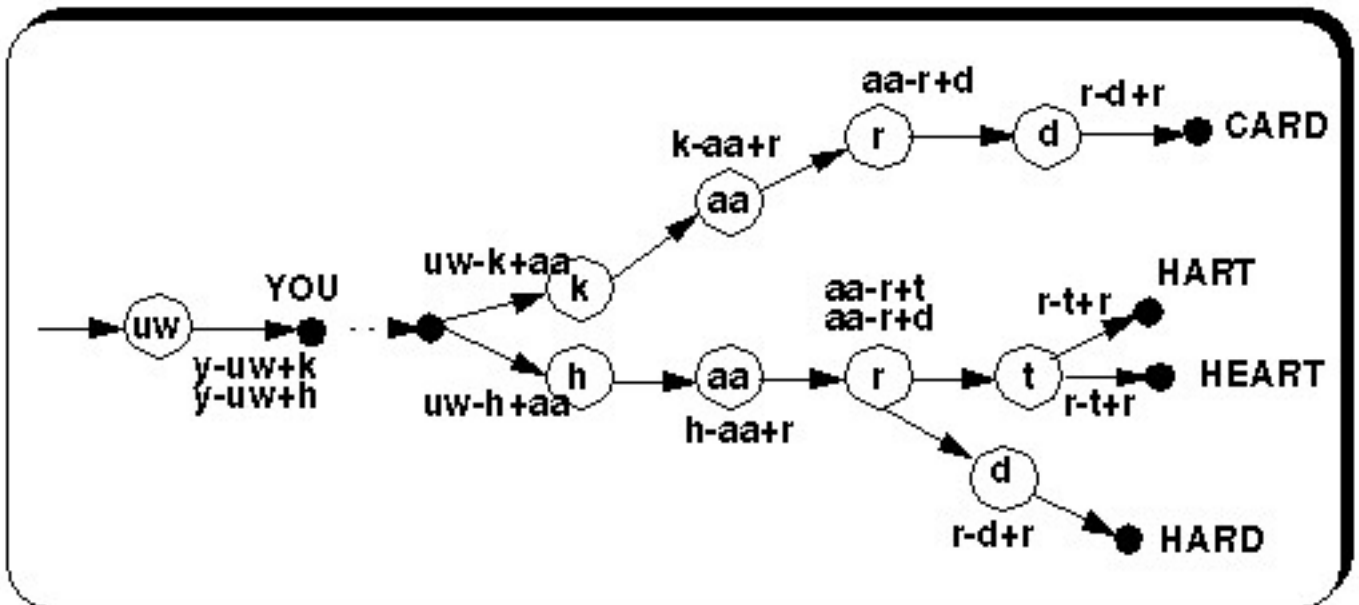 aa-r+d
r-d+r
r
d
CARD
k-aa+r
aa
uw-k+aa
k
YOU
uw
y-uw+k
y-uw+h
HART
aa-r+t
aa-r+d
r-t+r
h
aa
r
t
HEART
uw-h+aa
h-aa+r
r-t+r
d
r-d+r
HARD